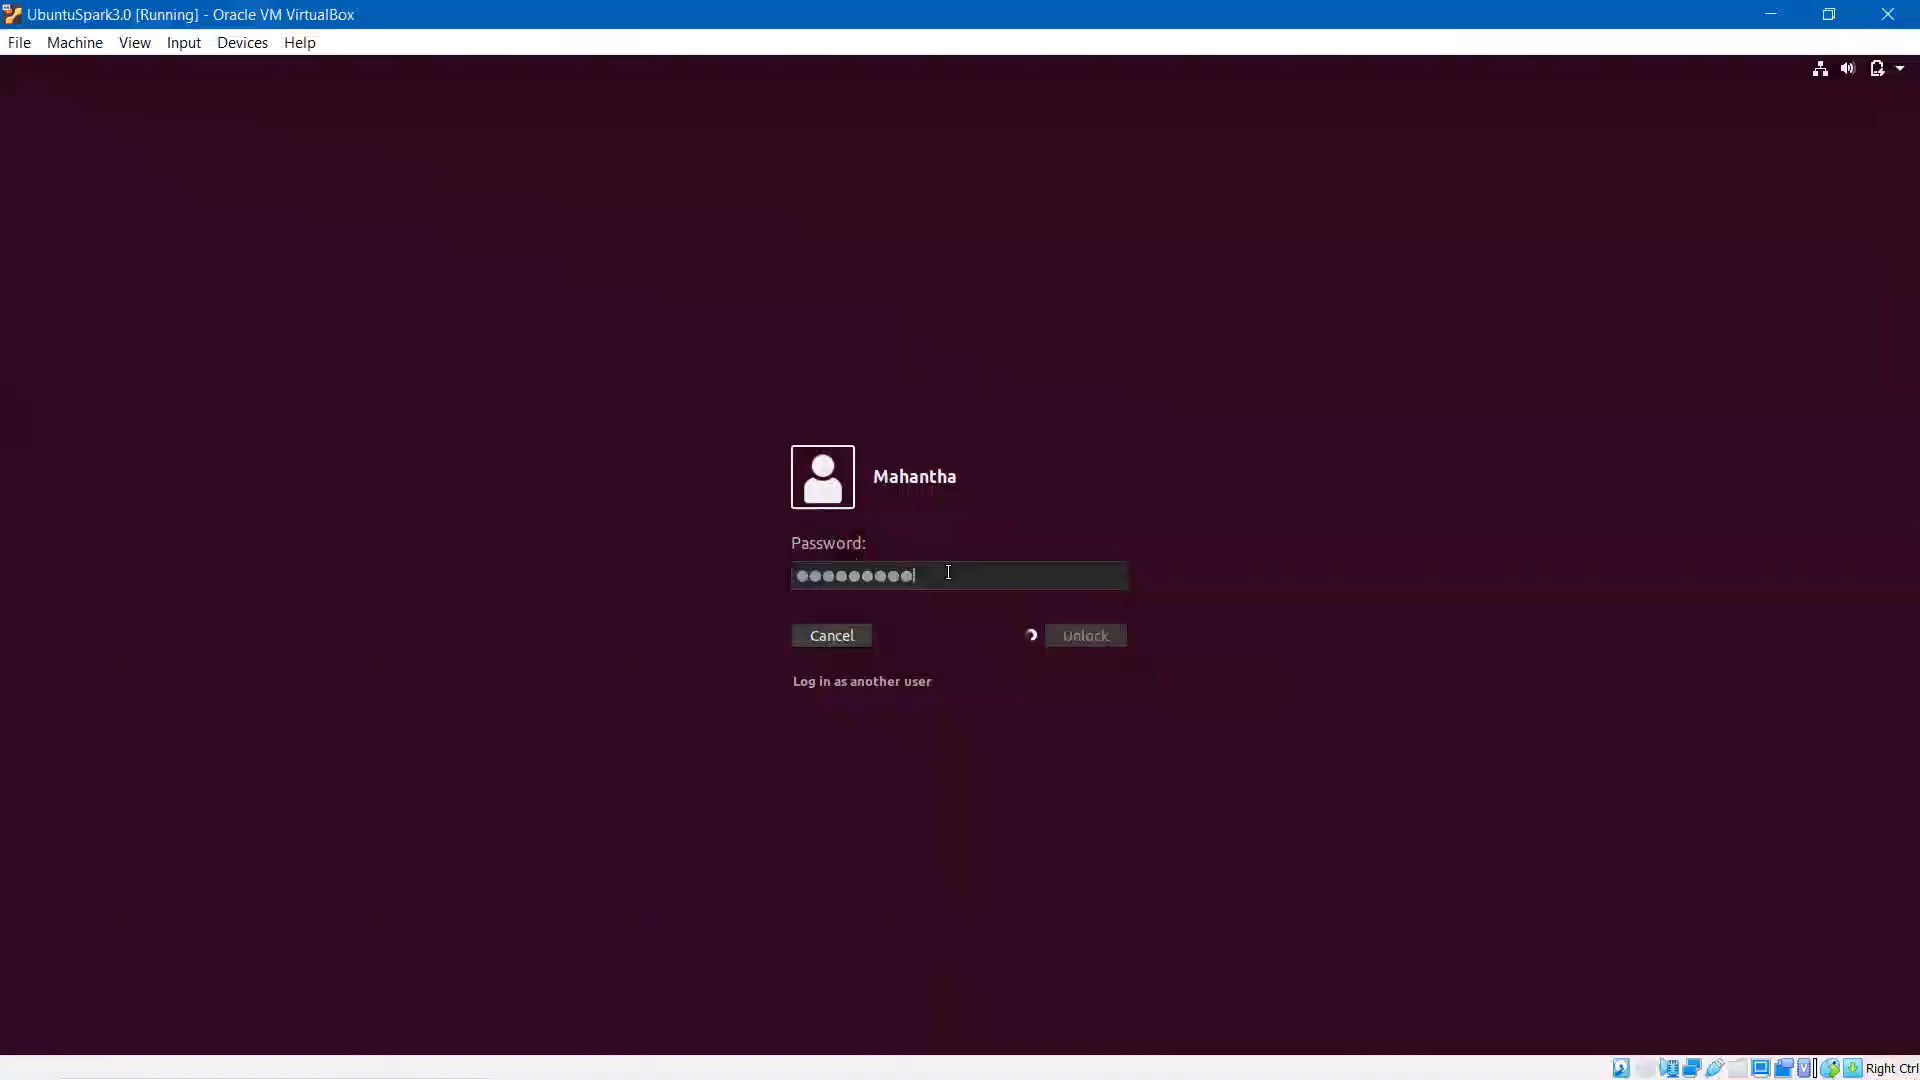 UbuntuSpark3.0 [Running] - Oracle VM VirtualBox
File Machine View Input Devices Help
Mahantha
Password:
Cancel Unlock
Log in as another user
Right Ctrl